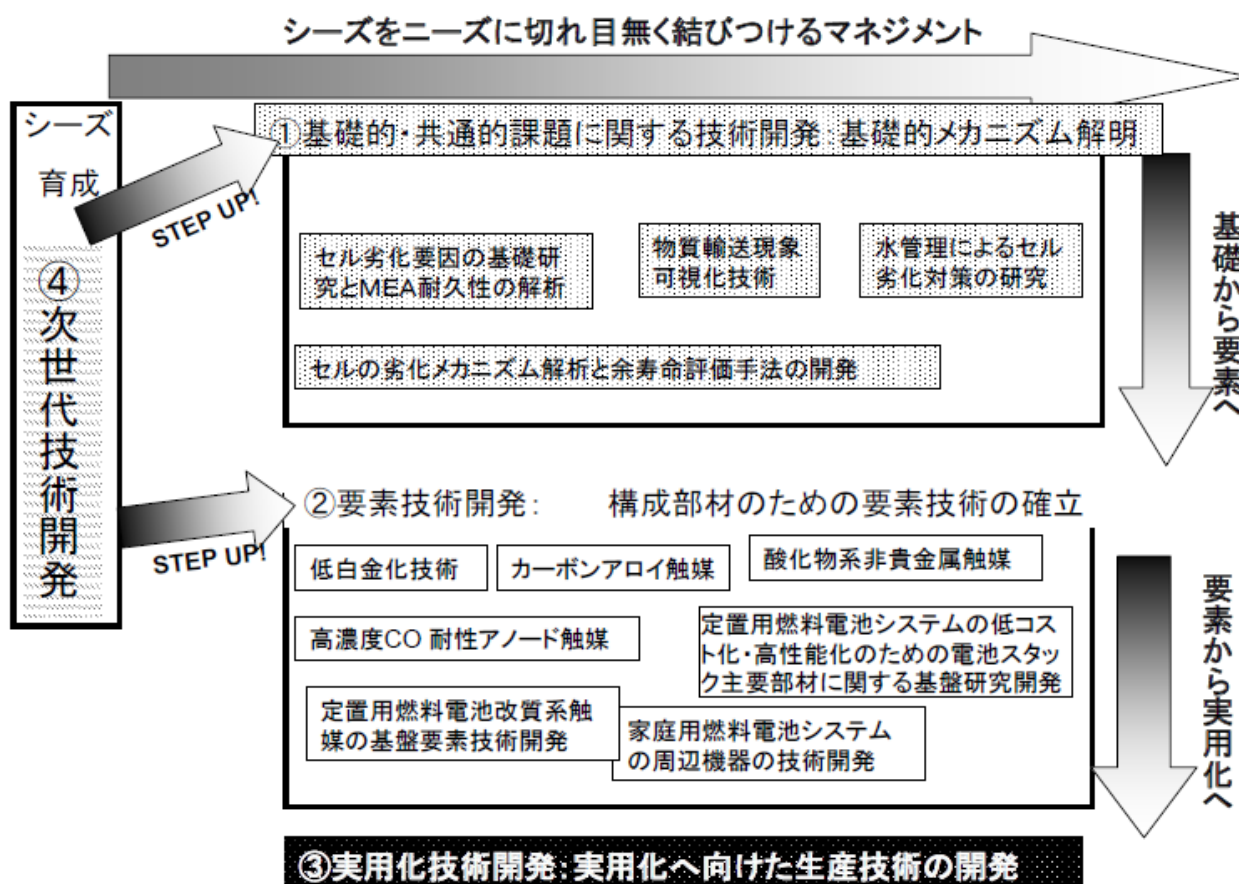 シーズをニーズに切れ目無く結びつけるマネジメント
シーズ
育成
④次世代技術開発
STEP UP!
①基礎的・共通的課題に関する技術開発:基礎的メカニズム解明
セル劣化要因の基礎研
究とMEA耐久性の解析
物質輸送現象
可視化技術
水管理によるセル
劣化対策の研究
セルの劣化メカニズム解析と余寿命評価手法の開発
基礎から要素へ
STEP UP!
②要素技術開発: 構成部材のための要素技術の確立
低白金化技術
カーボンアロイ触媒
酸化物系非貴金属触媒
高濃度CO 耐性アノード触媒
定置用燃料電池システムの低コス
ト化・高性能化のための電池スタッ
ク主要部材に関する基盤研究開発
定置用燃料電池改質系触
媒の基盤要素技術開発
家庭用燃料電池システム
の周辺機器の技術開発
要素から実用化へ
③実用化技術開発:実用化へ向けた生産技術の開発